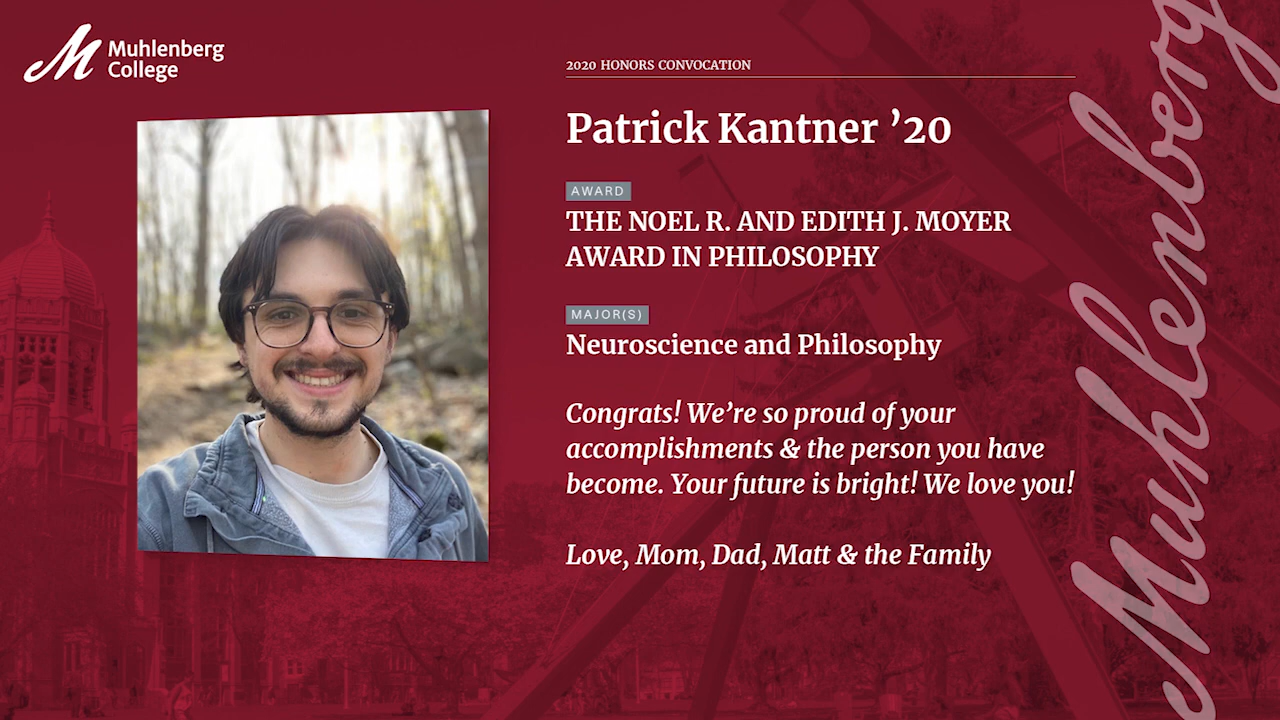 Muhlenberg
College
2020 HONORS CONVOCATION
Patrick Kantner ’20
AWARD
THE NOEL R. AND EDITH J. MOYER
AWARD IN PHILOSOPHY
MAJOR(S)
Neuroscience and Philosophy
Congrats! We’re so proud of your
accomplishments & the person you have
become. Your future is bright! We love you!
Love, Mom, Dad, Matt & the Family
Muhlenberg